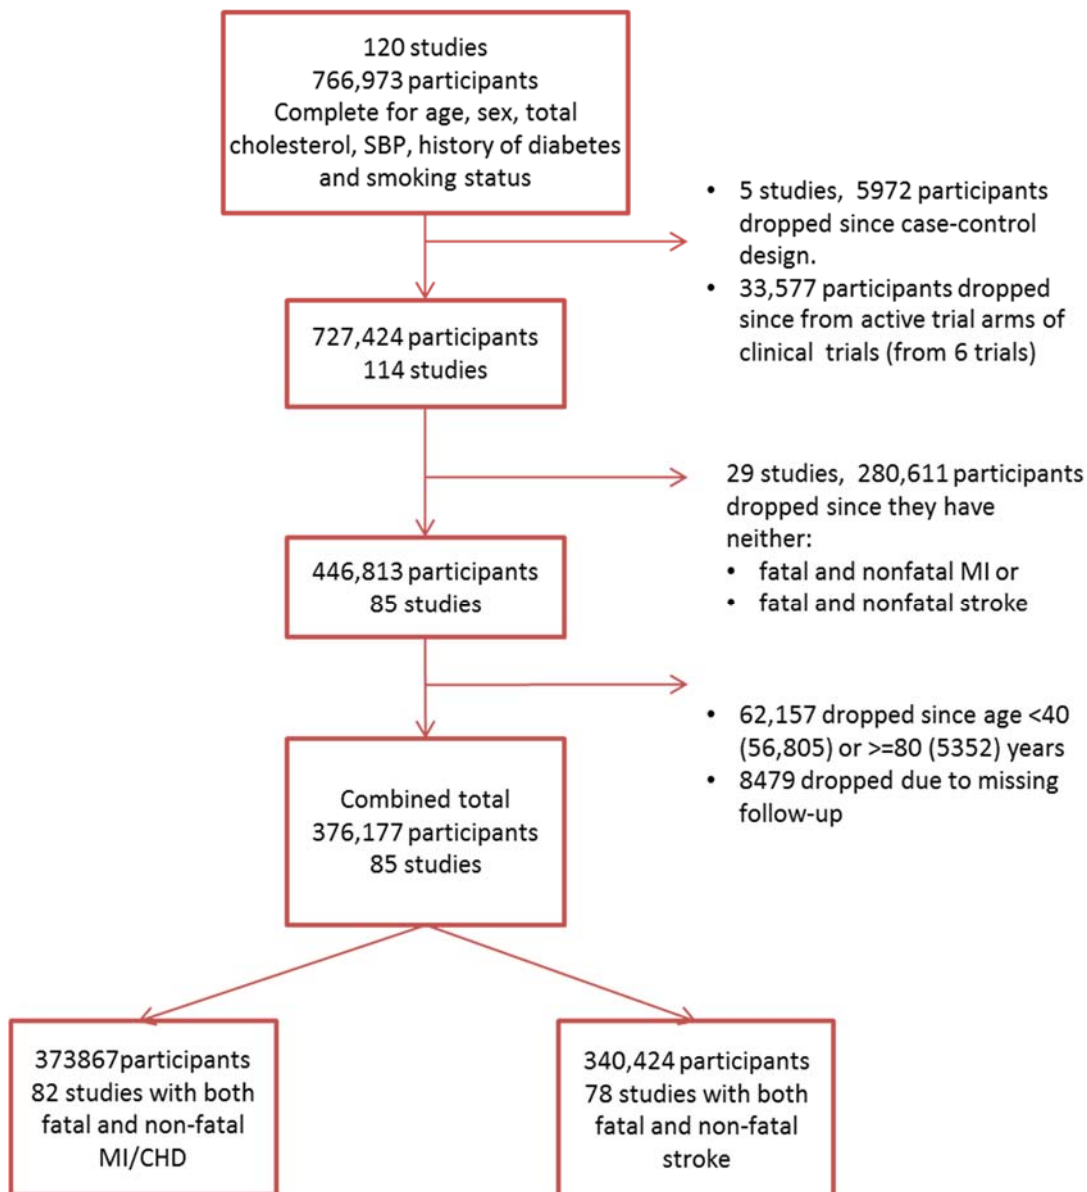 120 studies
766,973 participants
Complete for age, sex, total
cholesterol, SBP, history of diabetes
and smoking status
• 5 studies, 5972 participants
dropped since case-control
design.
• 33,577 participants dropped
since from active trial arms of
clinical trials (from 6 trials)
727,424 participants
114 studies
29 studies, 280,611 participants
dropped since they have
neither:
• fatal and nonfatal MI or
• fatal and nonfatal stroke
446,813 participants
85 studies
• 62,157 dropped since age <40
(56,805) or >=80 (5352) years
• 8479 dropped due to missing
follow-up
Combined total
376,177 participants
85 studies
373867participants
82 studies with both
fatal and non-fatal
MI/CHD
340,424 participants
78 studies with both
fatal and non-fatal
stroke